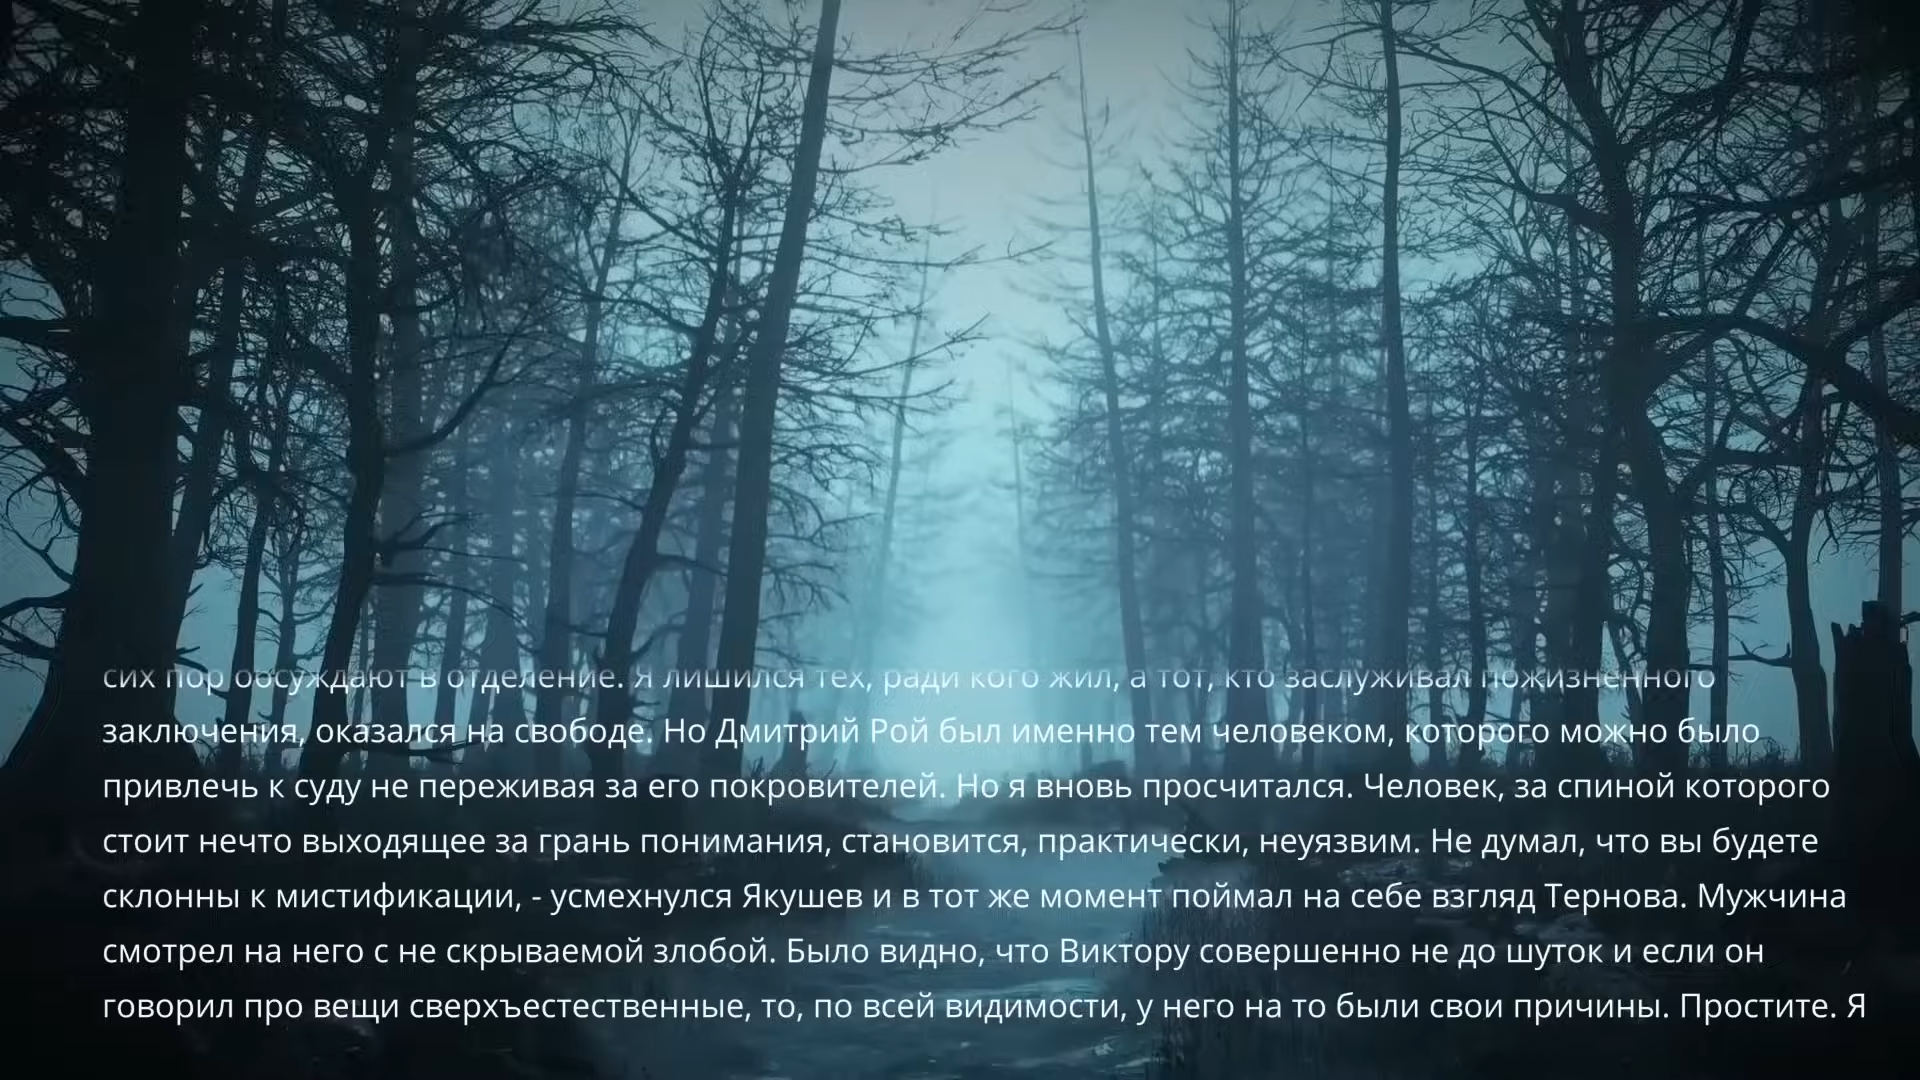 сих пор обсуждают в отделение. Я лишился тех, ради кого жил, а тот, кто заслуживал пожизненного
заключения, оказался на свободе. Но Дмитрий Рой был именно тем человеком, которого можно было
привлечь к суду не переживая за его покровителей. Но я вновь просчитался. Человек, за спиной которого
стоит нечто выходящее за грань понимания, становится, практически, неуязвим. Не думал, что вы будете
склонны к мистификации, - усмехнулся Якушев и в тот же момент поймал на себе взгляд Тернова. Мужчина
смотрел на него с не скрываемой злобой. Было видно, что Виктору совершенно не до шуток и если он
говорил про вещи сверхъестественные, то, по всей видимости, у него на то были свои причины. Простите. Я